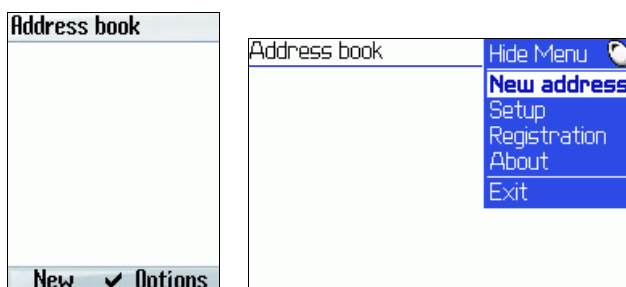 Address book
New ✔ Options
Address book
Hide Menu
New address
Setup
Registration
About
Exit